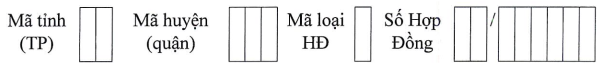 Mã tỉnh (TP) Mã huyện (quận) Mã loại HĐ Số Hợp Đồng /